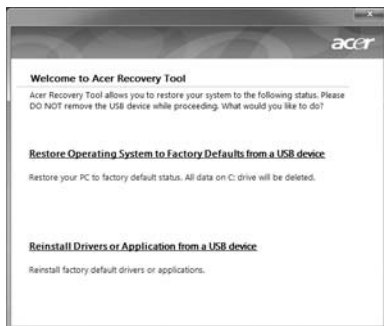 acer
Welcome to Acer Recovery Tool
Acer Recovery Tool allows you to restore your system to the following status. Please
DO NOT remove the USB device while proceeding. What would you like to do?
Restore Operating System to Factory Defaults from a USB device
Restore your PC to factory default status. All data on C: drive will be deleted.
Reinstall Drivers or Application from a USB device
Reinstall factory default drivers or applications.